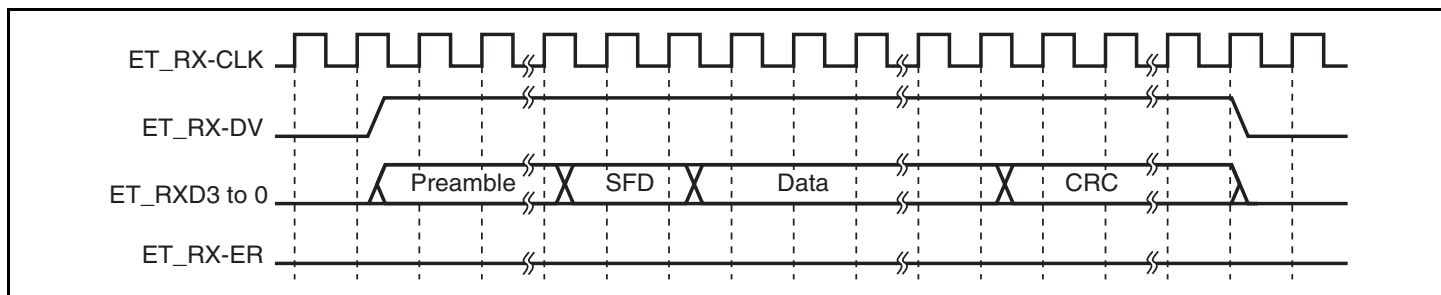 ET_RX-CLK
ET_RX-DV
ET_RXD3 to 0
Preamble
SFD
Data
CRC
ET_RX-ER